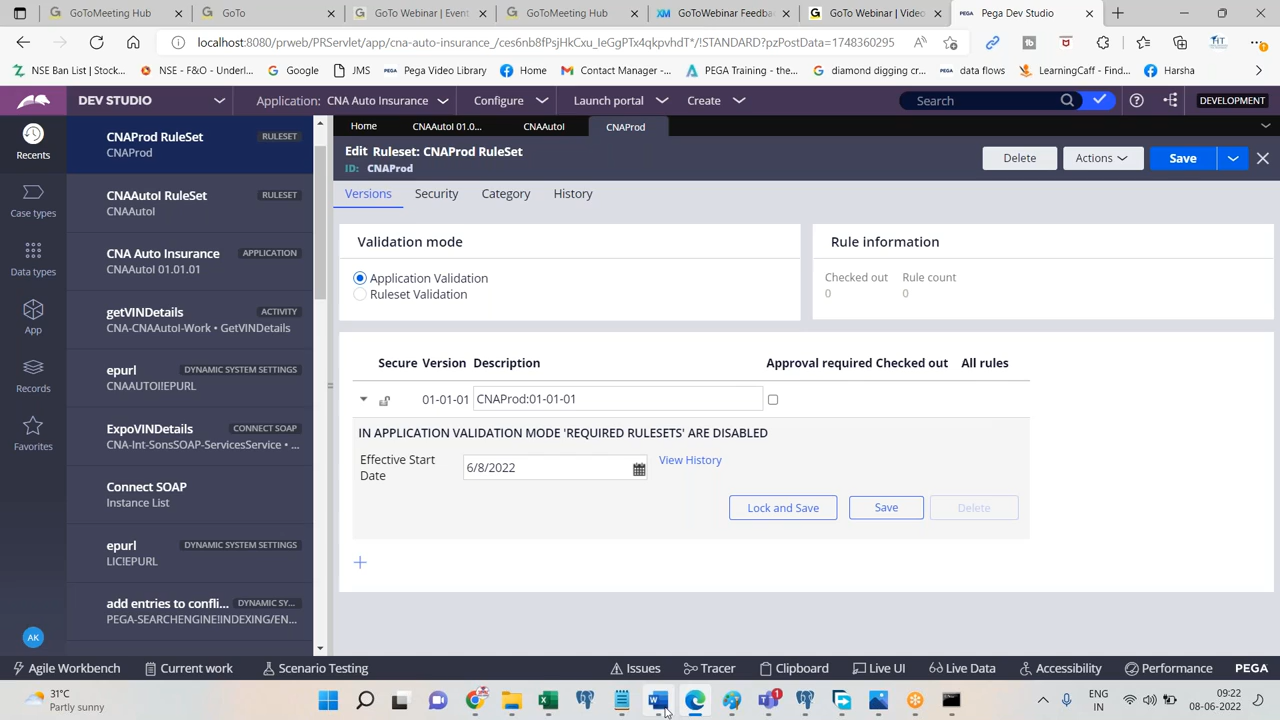 GoToMeeting Hub
GoTo
GoTo Webinar | Event
GoToMeeting Hub
GoToWebinar Feedbac
GoTo Webinar | Video
Pega Dev Studio
localhost:8080/prweb/PRServlet/app/cna-auto-insurance_/ces6nb8fPsjHkCxu_IeGgPTx4qkpvhdT*/!STANDARD?pzPostData=1748360295
NSE Ban List | Stock...
NSE - F&O - Underl...
Google
JMS
Pega Video Library
Home
Contact Manager -...
PEGA Training - the...
diamond digging cr...
data flows
LearningCaff - Find...
Harsha
DEV STUDIO
Application: CNA Auto Insurance
Configure
Launch portal
Create
Search
DEVELOPMENT
Recents
Case types
Data types
App
Records
Favorites
AK
CNAProd RuleSet RULESET
CNAProd
CNAAutoI RuleSet RULESET
CNAAutoI
CNA Auto Insurance APPLICATION
CNAAutoI 01.01.01
getVINDetails ACTIVITY
CNA-CNAAutoI-Work • GetVINDetails
epurl DYNAMIC SYSTEM SETTINGS
CNAAUTOI!EPURL
ExpoVINDetails CONNECT SOAP
CNA-Int-SonsSOAP-ServicesService • ...
Connect SOAP
Instance List
epurl DYNAMIC SYSTEM SETTINGS
LIC!EPURL
add entries to confli... DYNAMIC SY...
PEGA-SEARCHENGINE!INDEXING/EN...
Home
CNAAutoI 01.0...
CNAAutoI
CNAProd
Edit Ruleset: CNAProd RuleSet
ID: CNAProd
Delete
Actions
Save
Versions
Security
Category
History
Validation mode
Application Validation
Ruleset Validation
Rule information
Checked out Rule count
0 0
Secure Version Description Approval required Checked out All rules
01-01-01 CNAProd:01-01-01
IN APPLICATION VALIDATION MODE 'REQUIRED RULESETS' ARE DISABLED
Effective Start
Date
6/8/2022
View History
Lock and Save
Save
Delete
Agile Workbench
Current work
Scenario Testing
Issues
Tracer
Clipboard
Live UI
Live Data
Accessibility
Performance
PEGA
31°C
Partly sunny
ENG
IN
09:22
08-06-2022